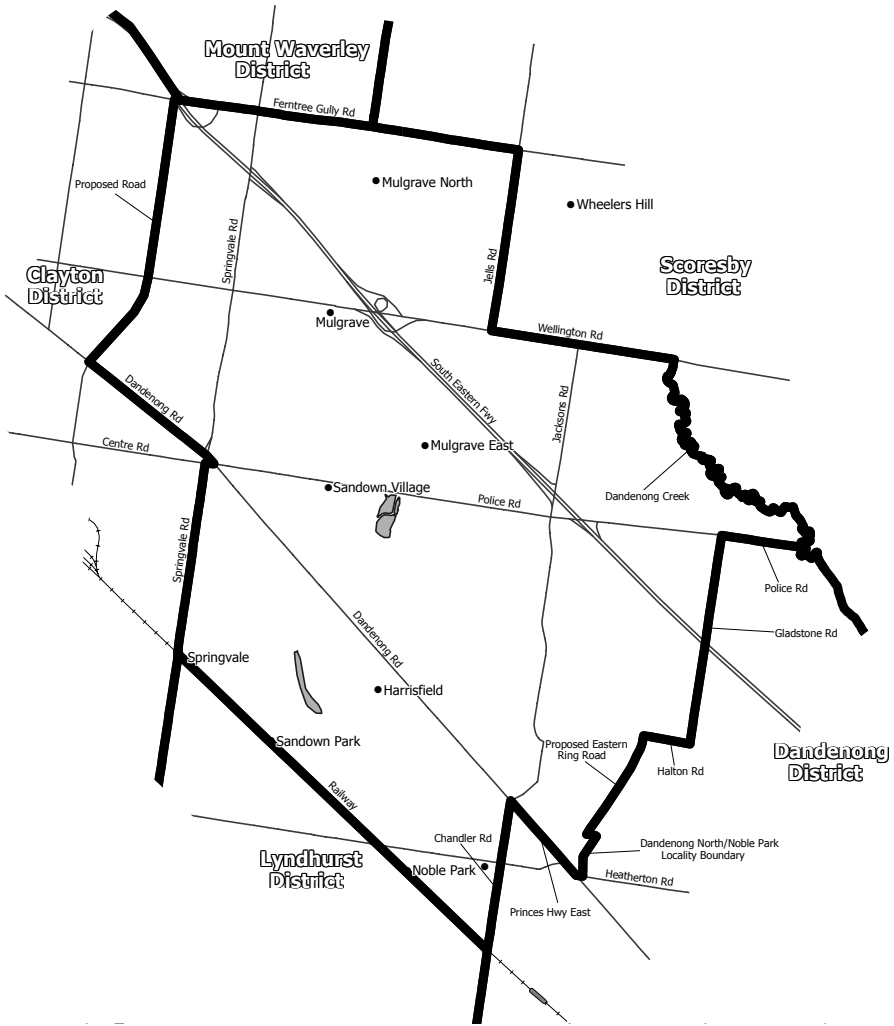 Mount Waverley
District
Ferntree Gully Rd
Proposed Road
Mulgrave North
Wheelers Hill
Springvale Rd
Jells Rd
Clayton
District
Scoresby
District
Mulgrave
Wellington Rd
South Eastern Fwy
Dandenong Rd
Jacksons Rd
Centre Rd
Mulgrave East
Sandown Village
Police Rd
Dandenong Creek
Springvale Rd
Police Rd
Gladstone Rd
Springvale
Dandenong Rd
Harrisfield
Sandown Park
Proposed Eastern
Ring Road
Halton Rd
Dandenong
District
Railway
Chandler Rd
Dandenong North/Noble Park
Locality Boundary
Lyndhurst
District
Noble Park
Heatherton Rd
Princes Hwy East